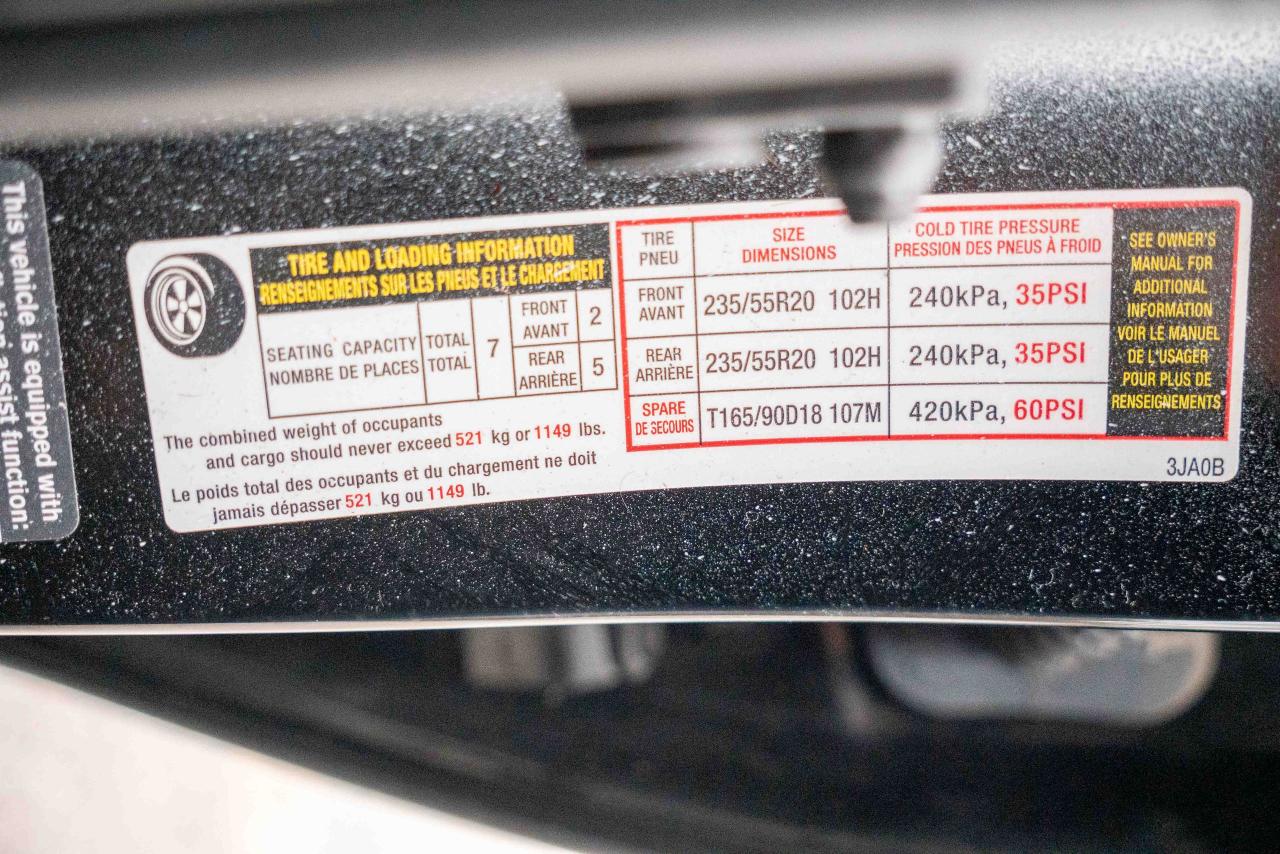 This vehicle is equipped with
assist function:
TIRE AND LOADING INFORMATION
RENSEIGNEMENTS SUR LES PNEUS ET LE CHARGEMENT
SEATING CAPACITY
NOMBRE DE PLACES
TOTAL
TOTAL
7
FRONT
AVANT
2
REAR
ARRIÈRE
5
The combined weight of occupants
and cargo should never exceed 521 kg or 1149 lbs.
Le poids total des occupants et du chargement ne doit
jamais dépasser 521 kg ou 1149 lb.
TIRE
PNEU
SIZE
DIMENSIONS
COLD TIRE PRESSURE
PRESSION DES PNEUS À FROID
FRONT
AVANT
235/55R20 102H
240kPa, 35PSI
REAR
ARRIÈRE
235/55R20 102H
240kPa, 35PSI
SPARE
DE SECOURS
T165/90D18 107M
420kPa, 60PSI
SEE OWNER'S
MANUAL FOR
ADDITIONAL
INFORMATION
VOIR LE MANUEL
DE L'USAGER
POUR PLUS DE
RENSEIGNEMENTS
3JA0B